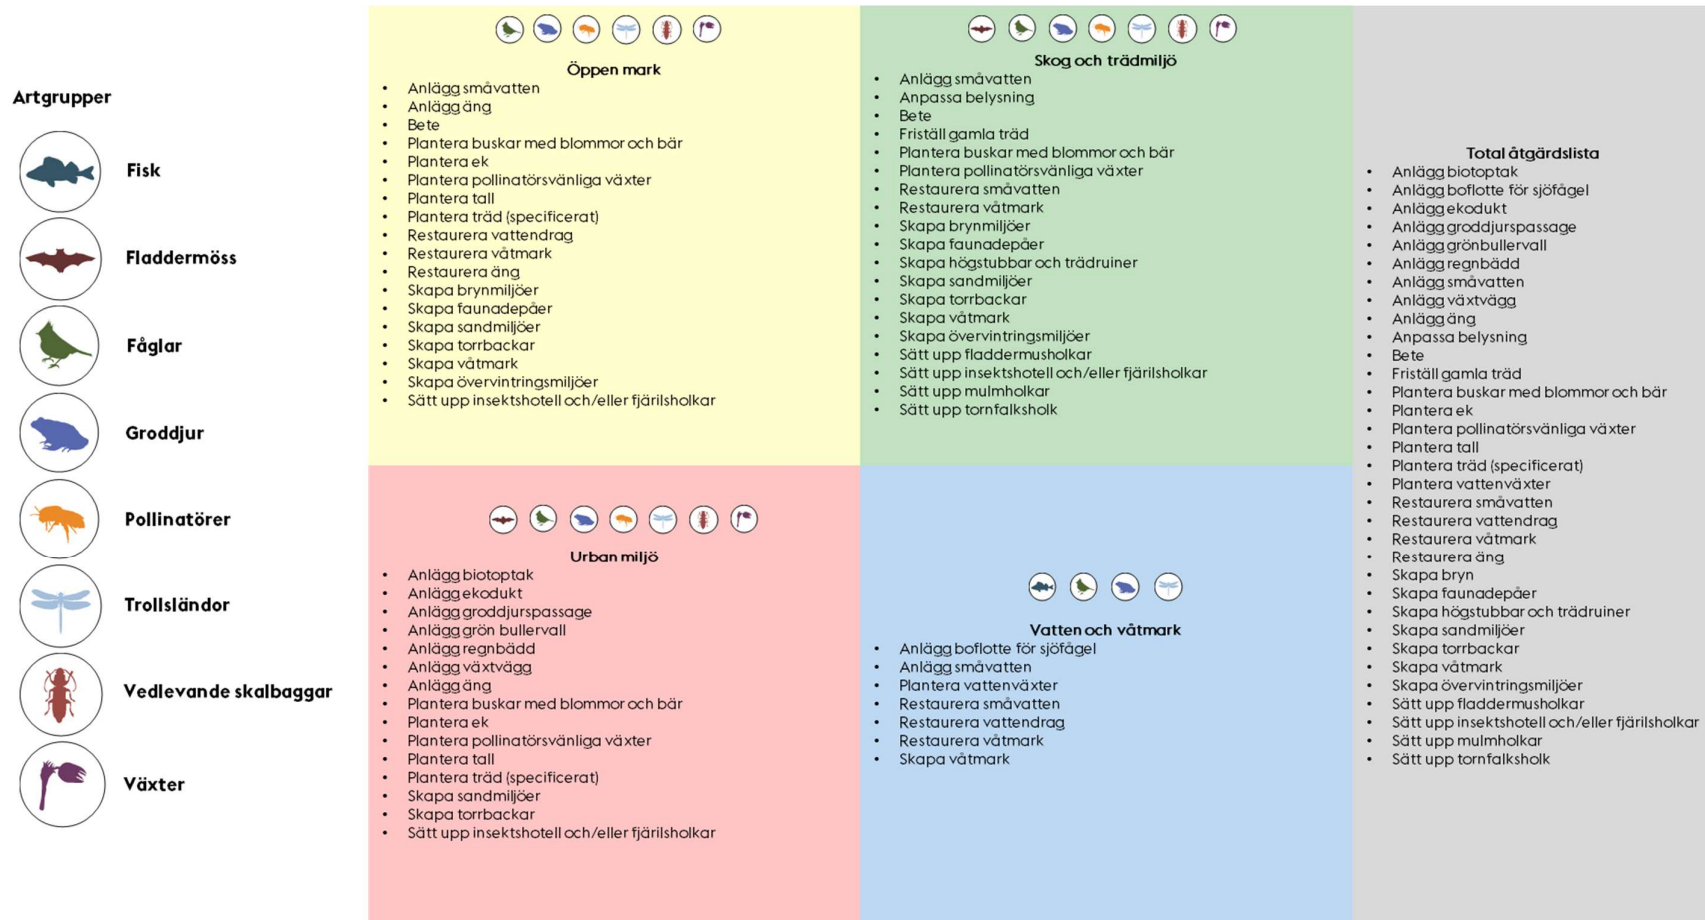 Artgrupper
Fisk
Fladdermöss
Fåglar
Groddjur
Pollinatörer
Trollsländor
Vedlevande skalbaggar
Växter
Öppen mark
• Anlägg småvatten
• Anlägg äng
• Bete
• Plantera buskar med blommor och bär
• Plantera ek
• Plantera pollinatörsvänliga växter
• Plantera tall
• Plantera träd (specificerat)
• Restaurera vattendrag
• Restaurera våtmark
• Restaurera äng
• Skapa brynmiljöer
• Skapa faunadepåer
• Skapa sandmiljöer
• Skapa torrbackar
• Skapa våtmark
• Skapa övervintringsmiljöer
• Sätt upp insektshotell och/eller fjärilsholkar
Skog och trädmiljö
• Anlägg småvatten
• Anpassa belysning
• Bete
• Friställ gamla träd
• Plantera buskar med blommor och bär
• Plantera pollinatörsvänliga växter
• Restaurera småvatten
• Restaurera våtmark
• Skapa brynmiljöer
• Skapa faunadepåer
• Skapa högstubbar och trädruiner
• Skapa sandmiljöer
• Skapa torrbackar
• Skapa våtmark
• Skapa övervintringsmiljöer
• Sätt upp fladdermusholkar
• Sätt upp insektshotell och/eller fjärilsholkar
• Sätt upp mulmholkar
• Sätt upp tornfalksholk
Urban miljö
• Anlägg biotoptak
• Anlägg ekodukt
• Anlägg groddjurspassage
• Anlägg grön bullervall
• Anlägg regnbädd
• Anlägg växtvägg
• Anlägg äng
• Plantera buskar med blommor och bär
• Plantera ek
• Plantera pollinatörsvänliga växter
• Plantera tall
• Plantera träd (specificerat)
• Skapa sandmiljöer
• Skapa torrbackar
• Sätt upp insektshotell och/eller fjärilsholkar
Vatten och våtmark
• Anlägg boflotte för sjöfågel
• Anlägg småvatten
• Plantera vattenväxter
• Restaurera småvatten
• Restaurera vattendrag
• Restaurera våtmark
• Skapa våtmark
Total åtgärdslista
• Anlägg biotoptak
• Anlägg boflotte för sjöfågel
• Anlägg ekodukt
• Anlägg groddjurspassage
• Anlägg grönbullervall
• Anlägg regnbädd
• Anlägg småvatten
• Anlägg växtvägg
• Anlägg äng
• Anpassa belysning
• Bete
• Friställ gamla träd
• Plantera buskar med blommor och bär
• Plantera ek
• Plantera pollinatörsvänliga växter
• Plantera tall
• Plantera träd (specificerat)
• Plantera vattenväxter
• Restaurera småvatten
• Restaurera vattendrag
• Restaurera våtmark
• Restaurera äng
• Skapa bryn
• Skapa faunadepåer
• Skapa högstubbar och trädruiner
• Skapa sandmiljöer
• Skapa torrbackar
• Skapa våtmark
• Skapa övervintringsmiljöer
• Sätt upp fladdermusholkar
• Sätt upp insektshotell och/eller fjärilsholkar
• Sätt upp mulmholkar
• Sätt upp tornfalksholk